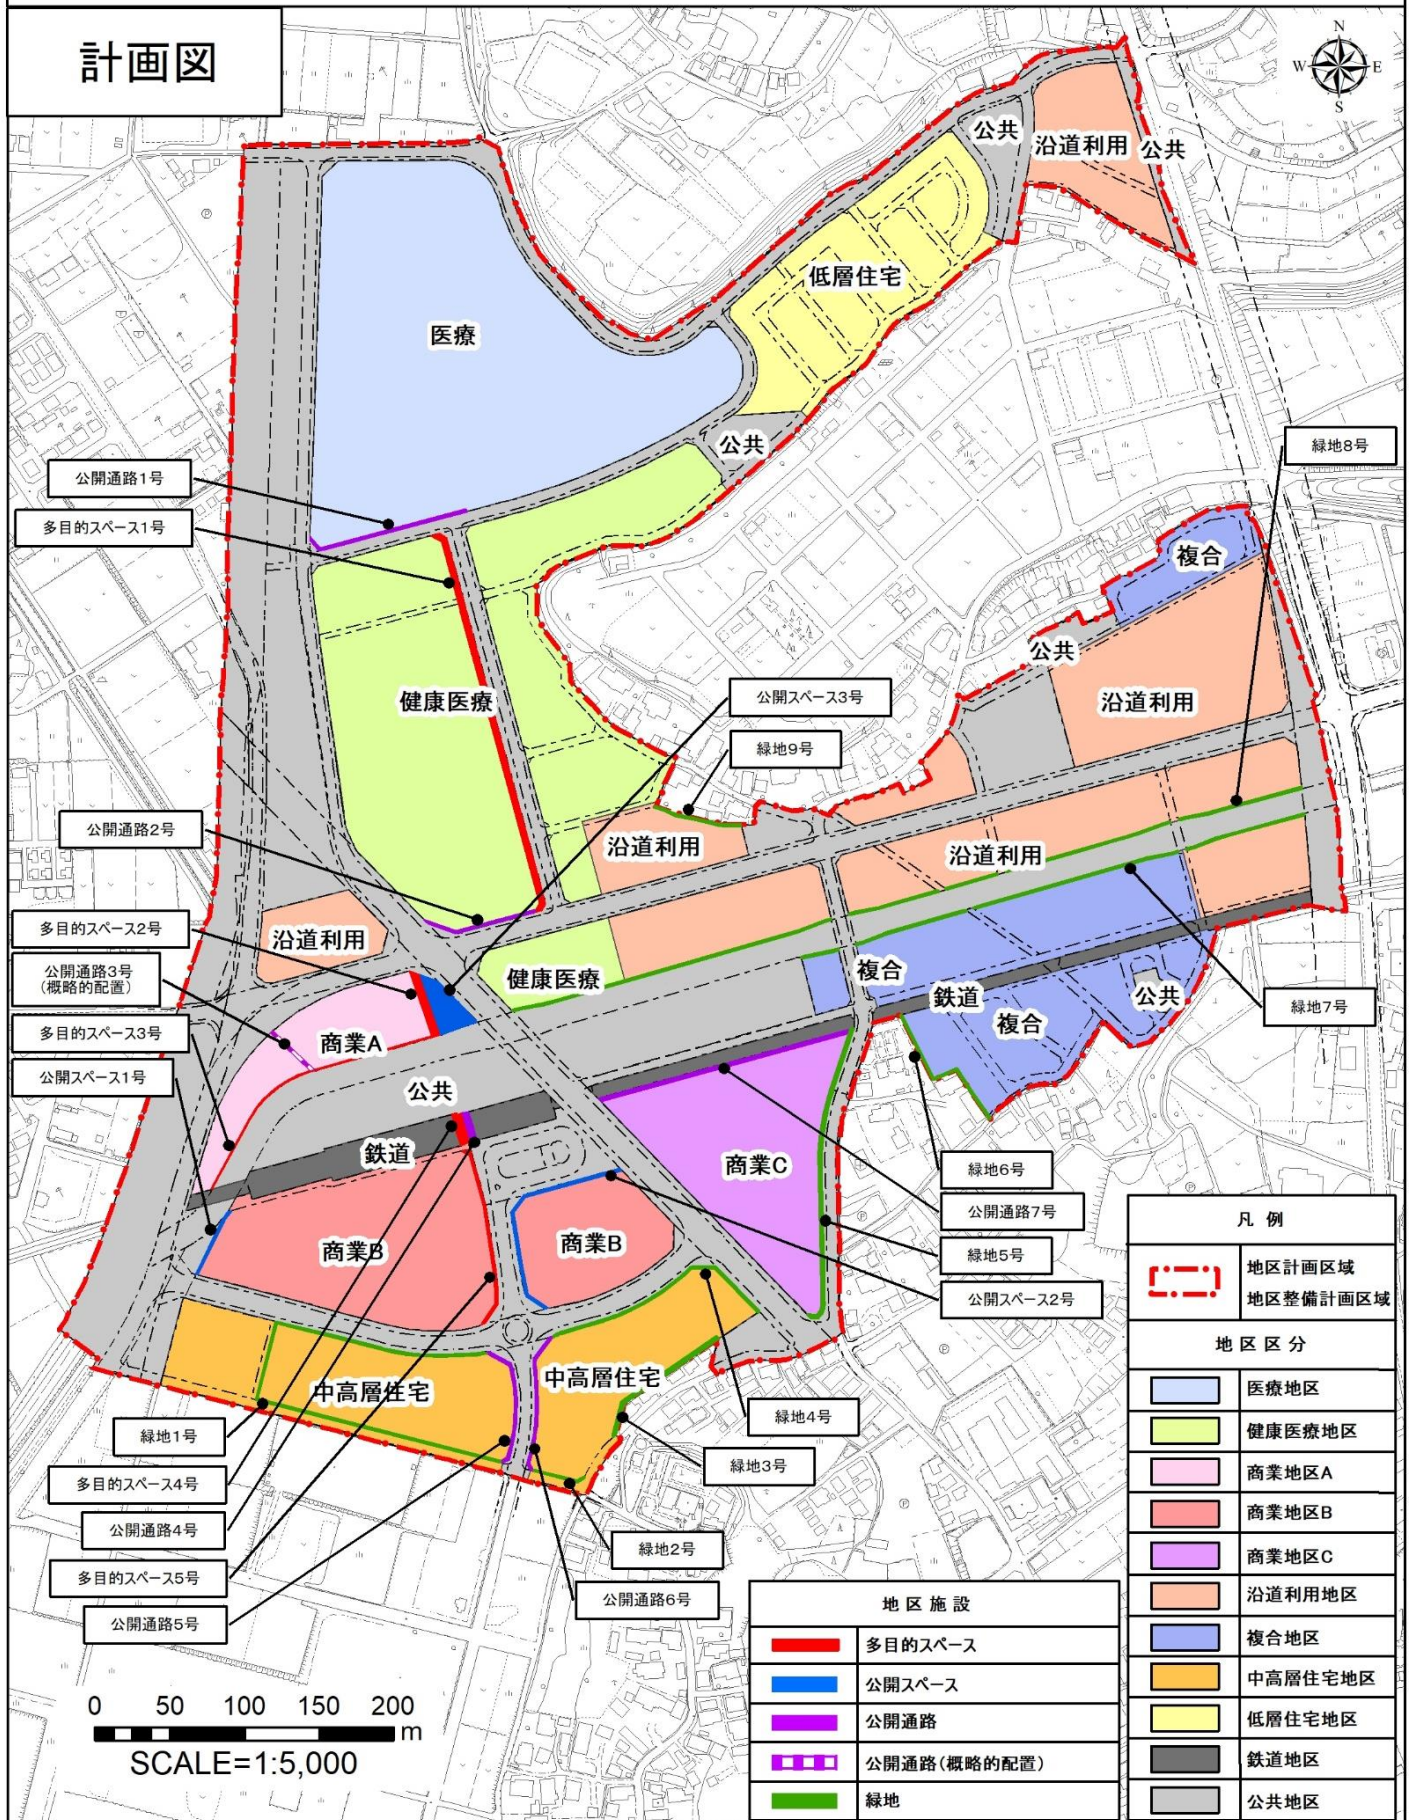 計画図
N
W E
S
公共
沿道利用
公共
低層住宅
医療
公共
緑地8号
公開通路1号
多目的スペース1号
複合
公共
健康医療
公開スペース3号
沿道利用
緑地9号
公開通路2号
沿道利用
沿道利用
多目的スペース2号
沿道利用
公開通路3号
(概略的配置)
健康医療
複合
鉄道
公共
緑地7号
複合
多目的スペース3号
商業A
公開スペース1号
公共
鉄道
商業C
緑地6号
公開通路7号
商業B
商業B
緑地5号
公開スペース2号
中高層住宅
中高層住宅
緑地4号
緑地1号
緑地3号
多目的スペース4号
公開通路4号
緑地2号
多目的スペース5号
公開通路6号
公開通路5号
0 50 100 150 200
m
SCALE=1:5,000
地区施設
多目的スペース
公開スペース
公開通路
公開通路(概略的配置)
緑地
凡例
地区計画区域
地区整備計画区域
地区区分
医療地区
健康医療地区
商業地区A
商業地区B
商業地区C
沿道利用地区
複合地区
中高層住宅地区
低層住宅地区
鉄道地区
公共地区